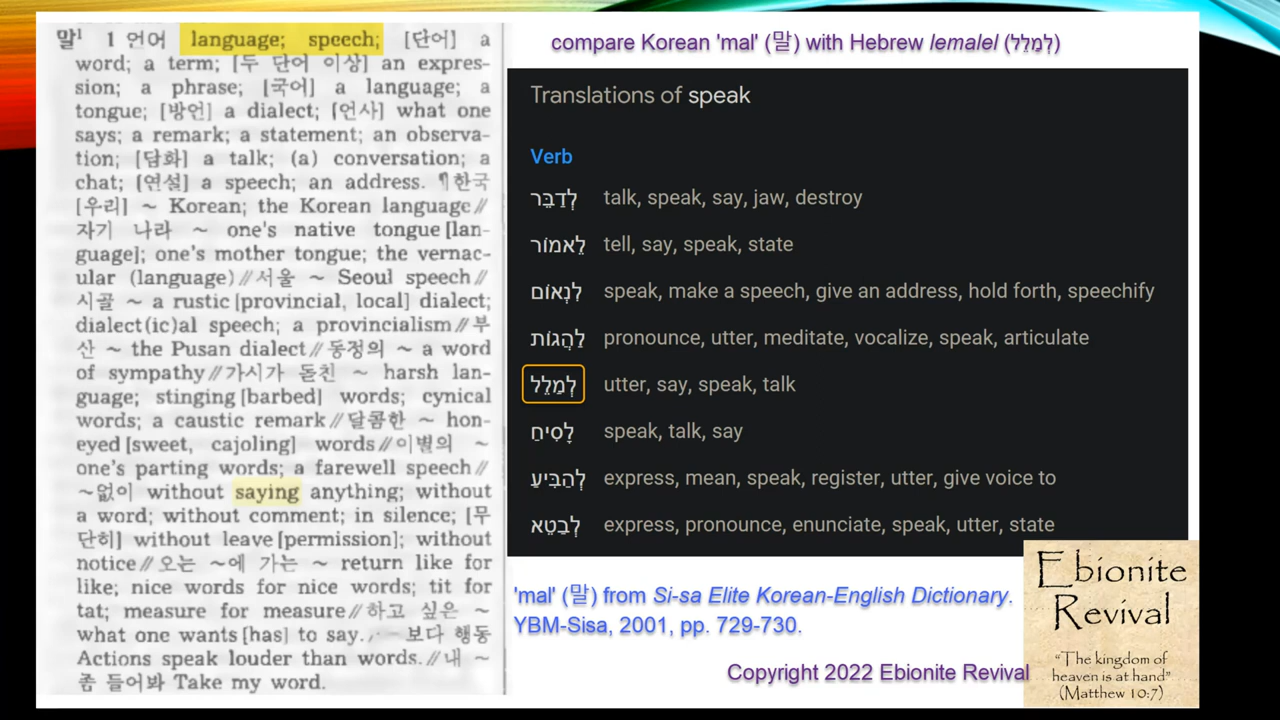 말¹ 1 언어 language; speech; [단어] a
word; a term; [두 단어 이상] an expres-
sion; a phrase; [국어] a language; a
tongue; [방언] a dialect; [언사] what one
says; a remark; a statement; an observa-
tion; [담화] a talk; (a) conversation; a
chat; [연설] a speech; an address. ¶한국
[우리] ~ Korean; the Korean language∥
자기 나라 ~ one's native tongue [lan-
guage]; one's mother tongue; the vernac-
ular (language)∥서울 ~ Seoul speech∥
시골 ~ a rustic [provincial, local] dialect;
dialect(ic)al speech; a provincialism∥부
산 ~ the Pusan dialect∥동정의 ~ a word
of sympathy∥가시가 돋친 ~ harsh lan-
guage; stinging [barbed] words; cynical
words; a caustic remark∥달콤한 ~ hon-
eyed [sweet, cajoling] words∥이별의 ~
one's parting words; a farewell speech∥
~없이 without saying anything; without
a word; without comment; in silence; [무
단히] without leave [permission]; without
notice∥오는 ~에 가는 ~ return like for
like; nice words for nice words; tit for
tat; measure for measure∥하고 싶은 ~
what one wants [has] to say. ~보다 행동
Actions speak louder than words.∥내 ~
좀 들어봐 Take my word.
compare Korean 'mal' (말) with Hebrew lemalel (לְמַלֵל)
Translations of speak
Verb
לְדַבֵּר talk, speak, say, jaw, destroy
לֵאמוֹר tell, say, speak, state
לִנְאוֹם speak, make a speech, give an address, hold forth, speechify
לַהֲגוֹת pronounce, utter, meditate, vocalize, speak, articulate
לְמַלֵל utter, say, speak, talk
לָסִיחַ speak, talk, say
לְהַבִּיעַ express, mean, speak, register, utter, give voice to
לְבַטֵא express, pronounce, enunciate, speak, utter, state
'mal' (말) from Si-sa Elite Korean-English Dictionary.
YBM-Sisa, 2001, pp. 729-730.
Copyright 2022 Ebionite Revival
Ebionite
Revival
"The kingdom of
heaven is at hand"
(Matthew 10:7)